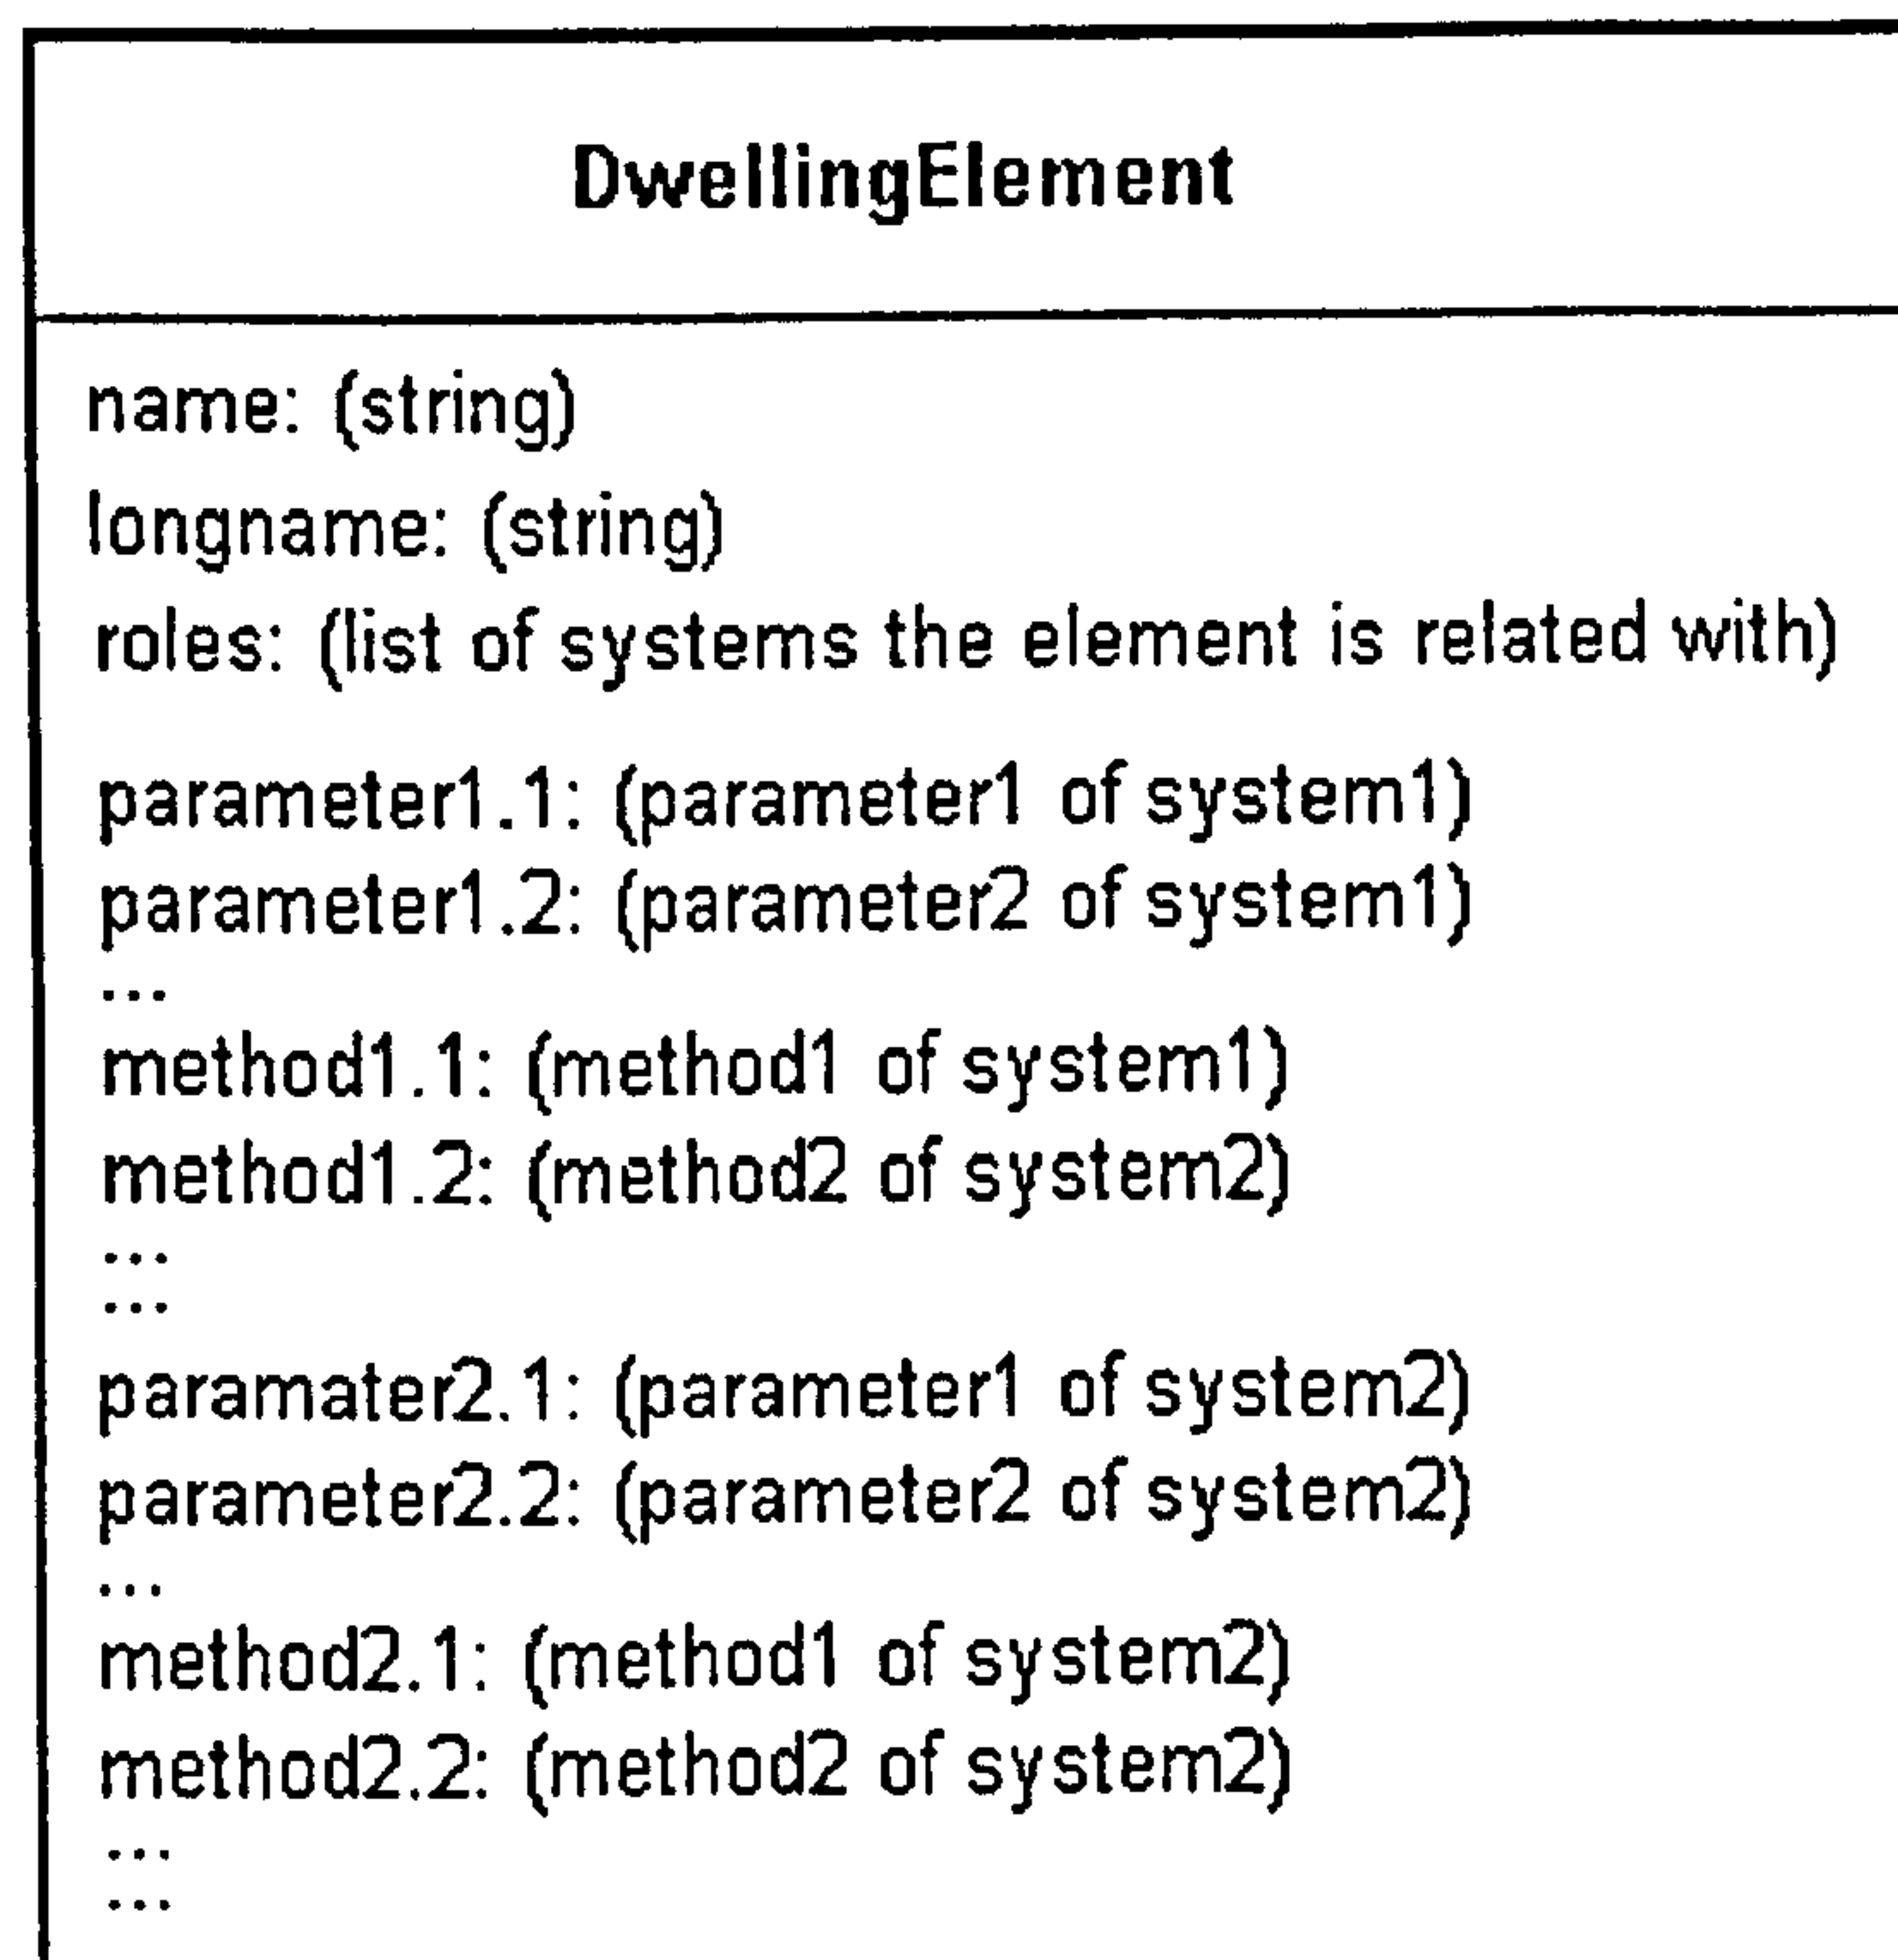 DwellingElement
name: (string)
longname: (string)
roles: (list of systems the element is related with)
parameter1.1: (parameter1 of system1)
parameter1.2: (parameter2 of system1)
...
method1.1: (method1 of system1)
method1.2: (method2 of system2)
...
...
paramater2.1: (parameter1 of system2)
parameter2.2: (parameter2 of system2)
...
method2.1: (method1 of system2)
method2.2: (method2 of system2)
...
...